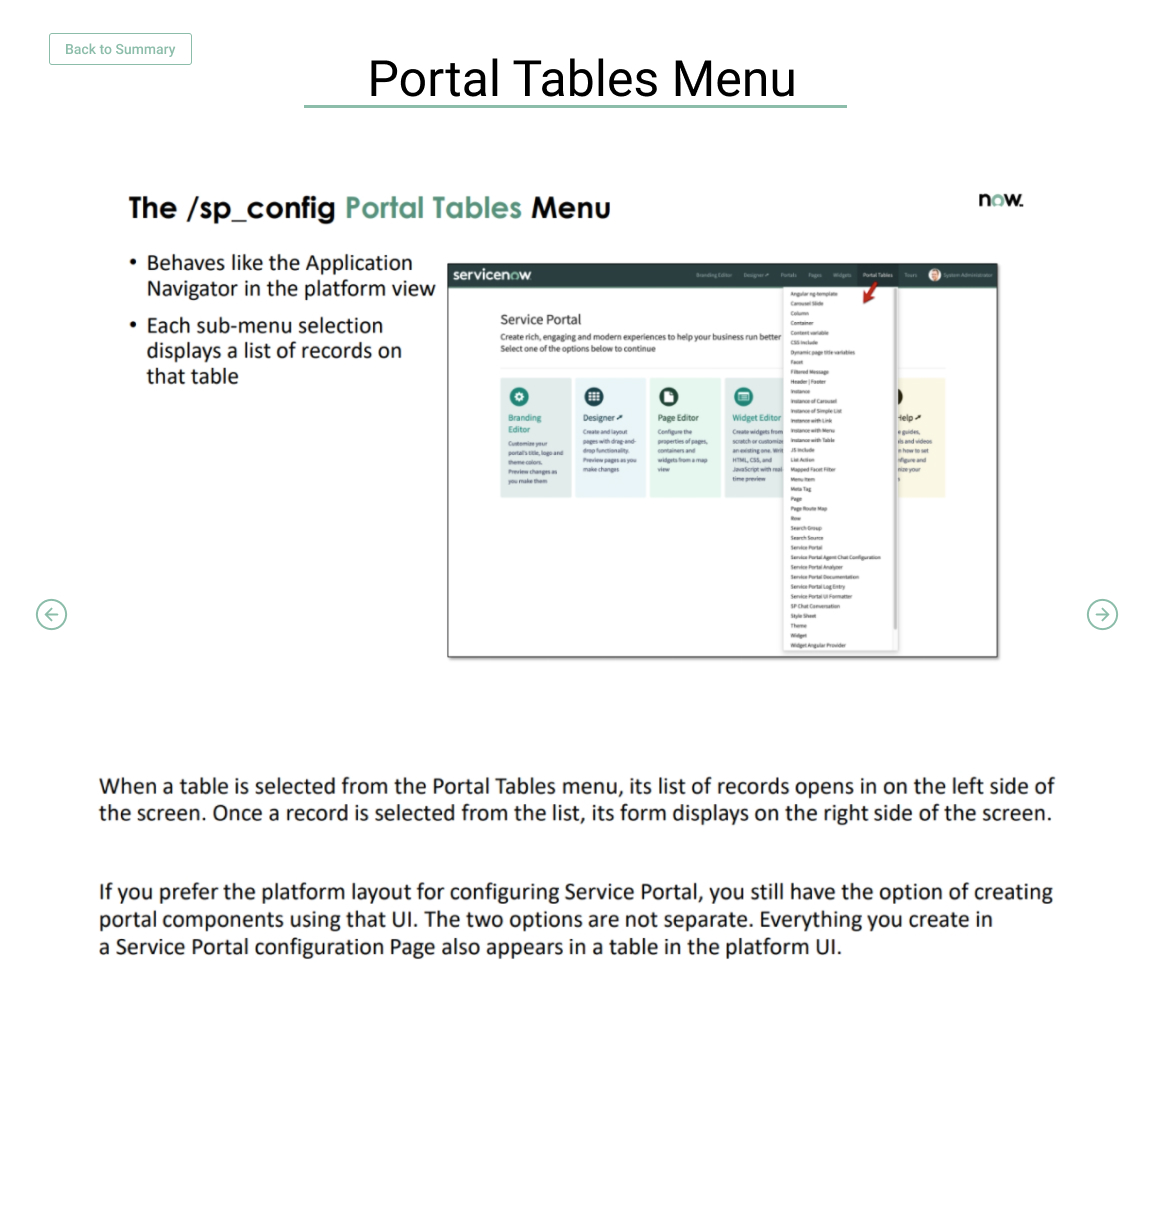 Back to Summary
Portal Tables Menu
The /sp_config Portal Tables Menu
now.
• Behaves like the Application
Navigator in the platform view
• Each sub-menu selection
displays a list of records on
that table
servicenow
Branding Editor Designer Portals Pages Widgets Portal Tables Tours System Administrator
Service Portal
Create rich, engaging and modern experiences to help your business run better
Select one of the options below to continue
Branding
Editor
Customize your
portal's title, logo and
theme colors.
Preview changes as
you make them
Designer
Create and layout
pages with drag-and-
drop functionality.
Preview pages as you
make changes
Page Editor
Configure the
properties of pages,
containers and
widgets from a map
view
Widget Editor
Create widgets from
scratch or customize
an existing one. Wri
HTML, CSS, and
JavaScript with real-
time preview
Angular ng-template
Carousel Slide
Column
Container
Content variable
CSS Include
Dynamic page title variables
Facet
Filtered Message
Header | Footer
Instance
Instance of Carousel
Instance of Simple List
Instance with Link
Instance with Menu
Instance with Table
JS Include
List Action
Mapped Facet Filter
Menu Item
Meta Tag
Page
Page Route Map
Row
Search Group
Search Source
Service Portal
Service Portal Agent Chat Configuration
Service Portal Analyzer
Service Portal Documentation
Service Portal Log Entry
Service Portal UI Formatter
SP Chat Conversation
Style Sheet
Theme
Widget
Widget Angular Provider
Help
guides,
and videos
how to set
nfigure and
your
When a table is selected from the Portal Tables menu, its list of records opens in on the left side of
the screen. Once a record is selected from the list, its form displays on the right side of the screen.
If you prefer the platform layout for configuring Service Portal, you still have the option of creating
portal components using that UI. The two options are not separate. Everything you create in
a Service Portal configuration Page also appears in a table in the platform UI.